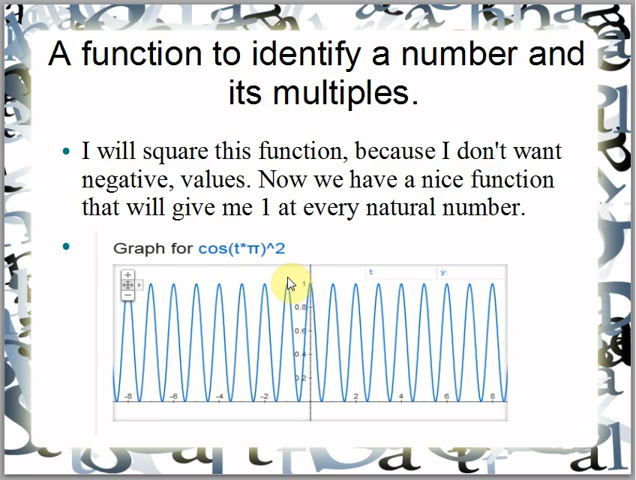 A function to identify a number and
its multiples.
• I will square this function, because I don't want
negative, values. Now we have a nice function
that will give me 1 at every natural number.
• Graph for cos(t*π)^2
t: y:
1
0.8
0.6
0.4
0.2
-8 -6 -4 -2 2 4 6 8